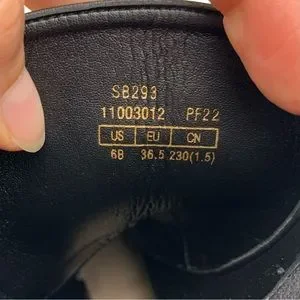 SB293
11003012 PF22
US EU CN
6B 36.5 230(1.5)